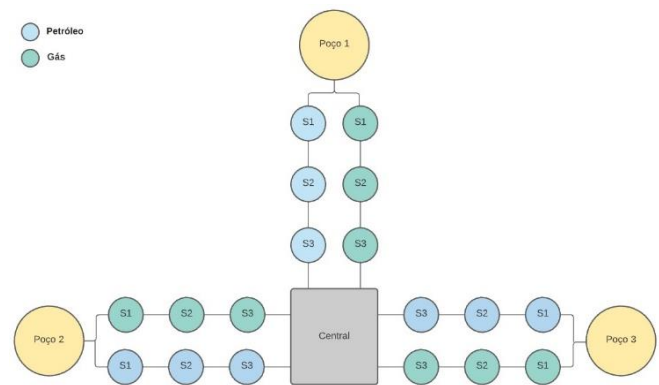 Petróleo
Gás
Poço 1
S1 S1
S2 S2
S3 S3
S1 S2 S3 S3 S2 S1
Poço 2 Central Poço 3
S1 S2 S3 S3 S2 S1